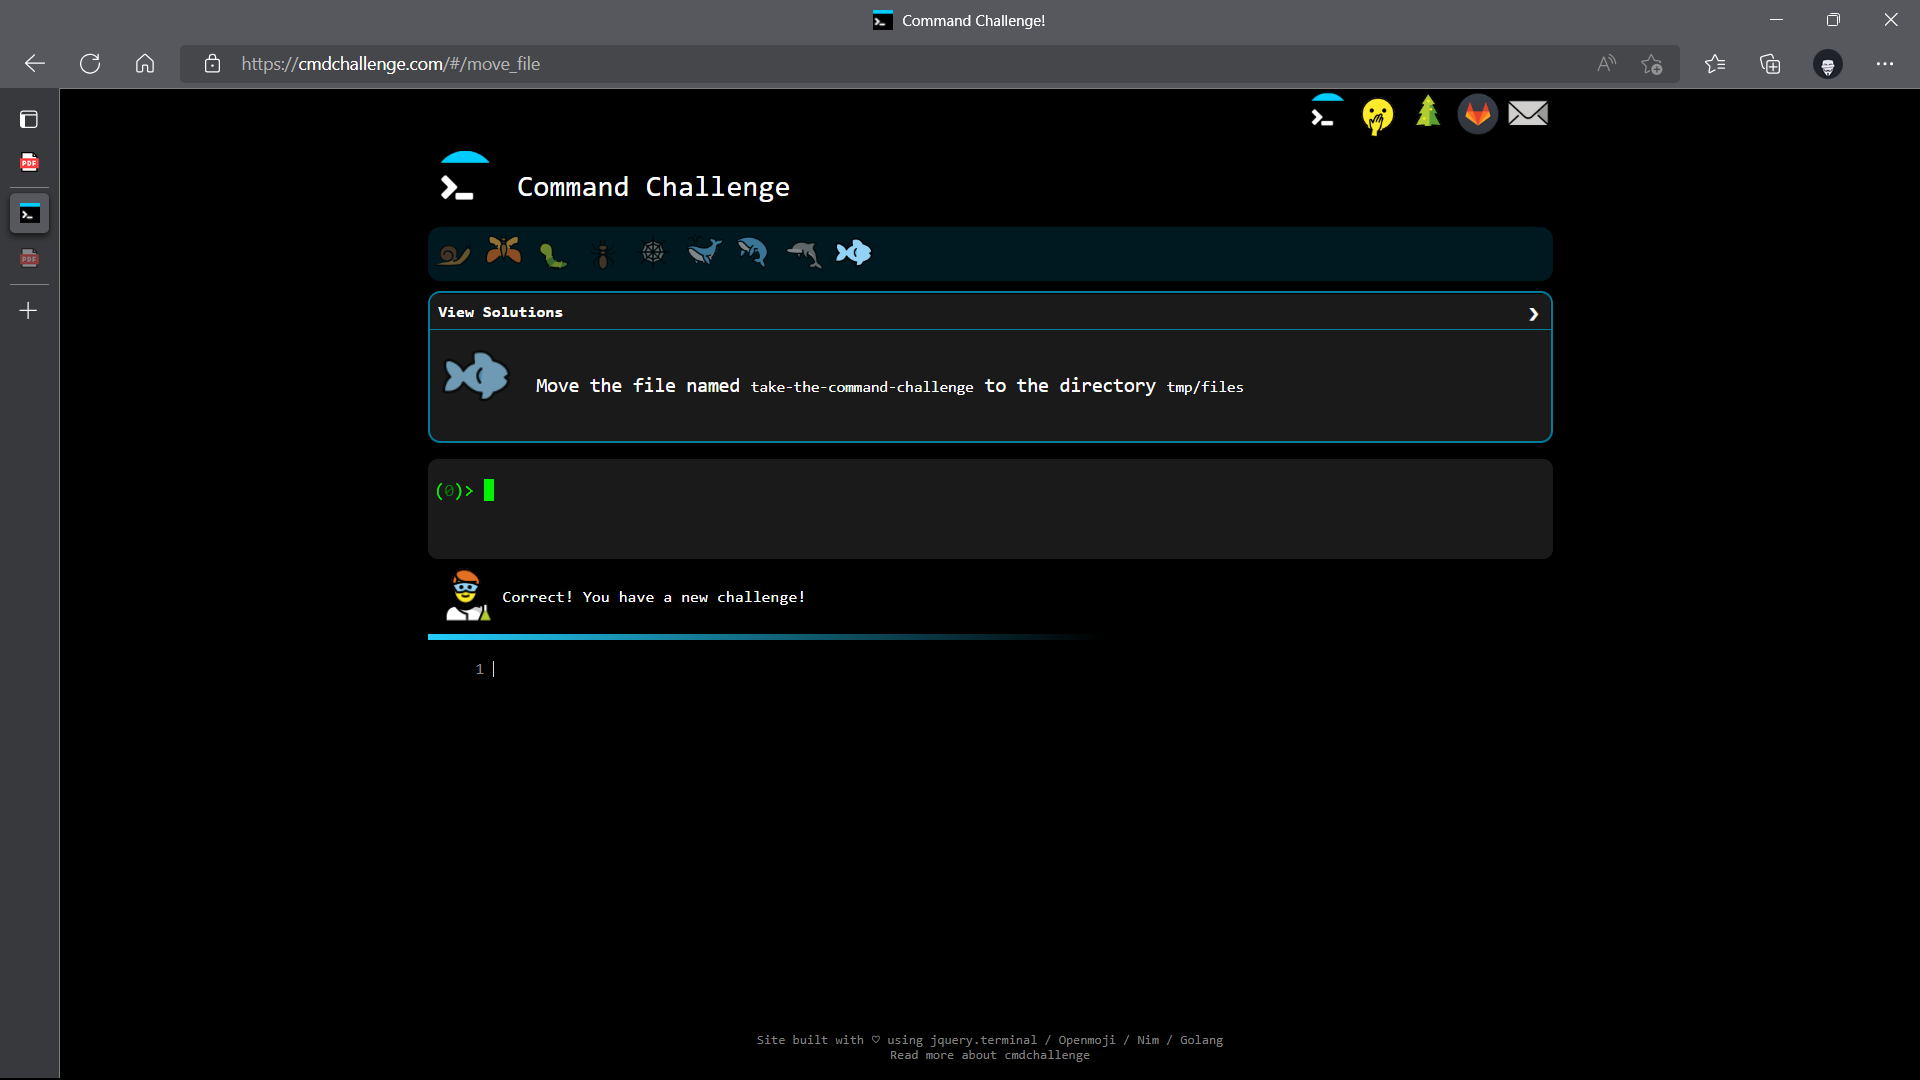 Command Challenge!
https://cmdchallenge.com/#/move_file
PDF
PDF
Command Challenge
View Solutions
Move the file named take-the-command-challenge to the directory tmp/files
(0)>
Correct! You have a new challenge!
1
Site built with ♡ using jquery.terminal / Openmoji / Nim / Golang
Read more about cmdchallenge